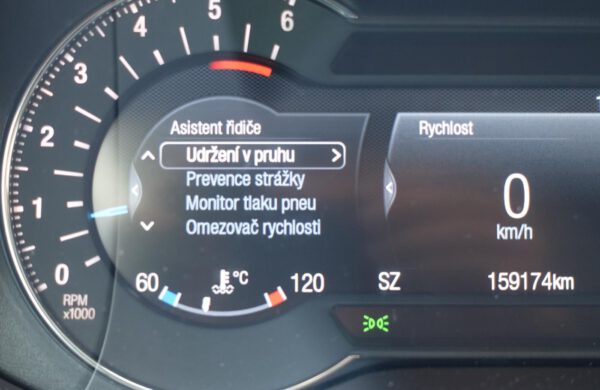 5
6
4
3
2
1
0
RPM
x1000
Asistent řidiče
Udržení v pruhu
Prevence strážky
Monitor tlaku pneu
Omezovač rychlosti
60
°C
120
Rychlost
0
km/h
SZ
159174km